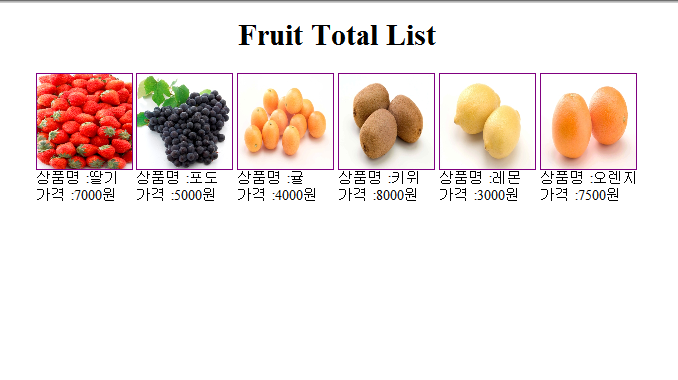 Fruit Total List
상품명 :딸기
가격 :7000원
상품명 :포도
가격 :5000원
상품명 :귤
가격 :4000원
상품명 :키위
가격 :8000원
상품명 :레몬
가격 :3000원
상품명 :오렌지
가격 :7500원